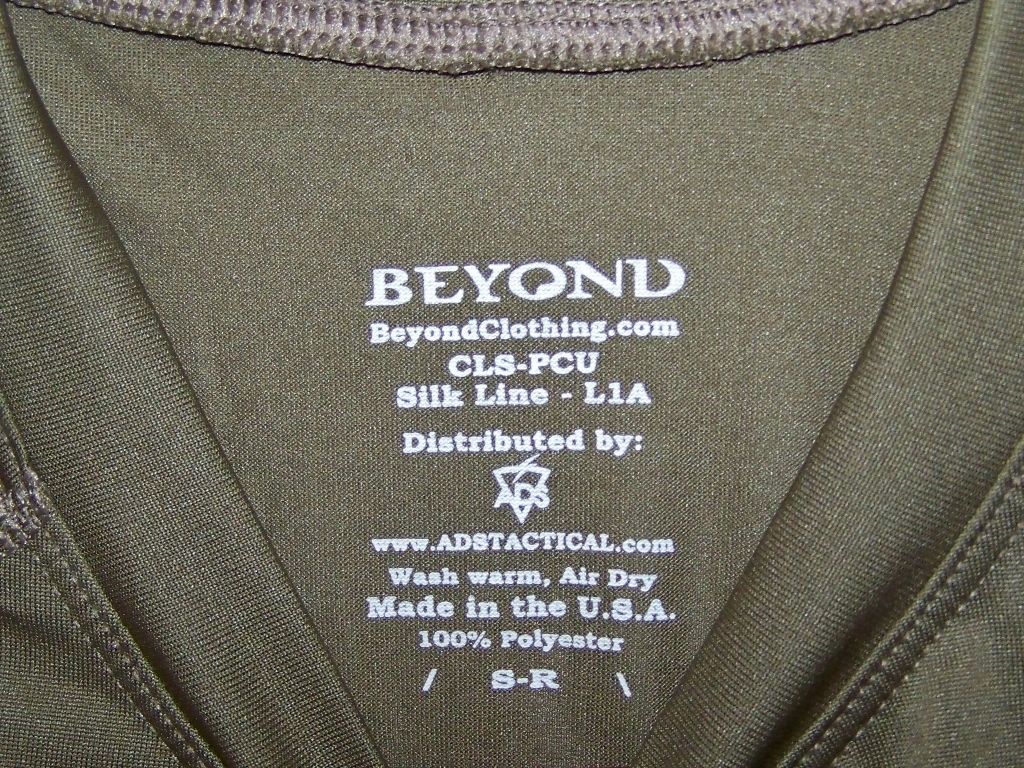 BEYOND
BeyondClothing.com
CLS-PCU
Silk Line - L1A
Distributed by:
ADS
www.ADSTACTICAL.com
Wash warm, Air Dry
Made in the U.S.A.
100% Polyester
/ S-R \